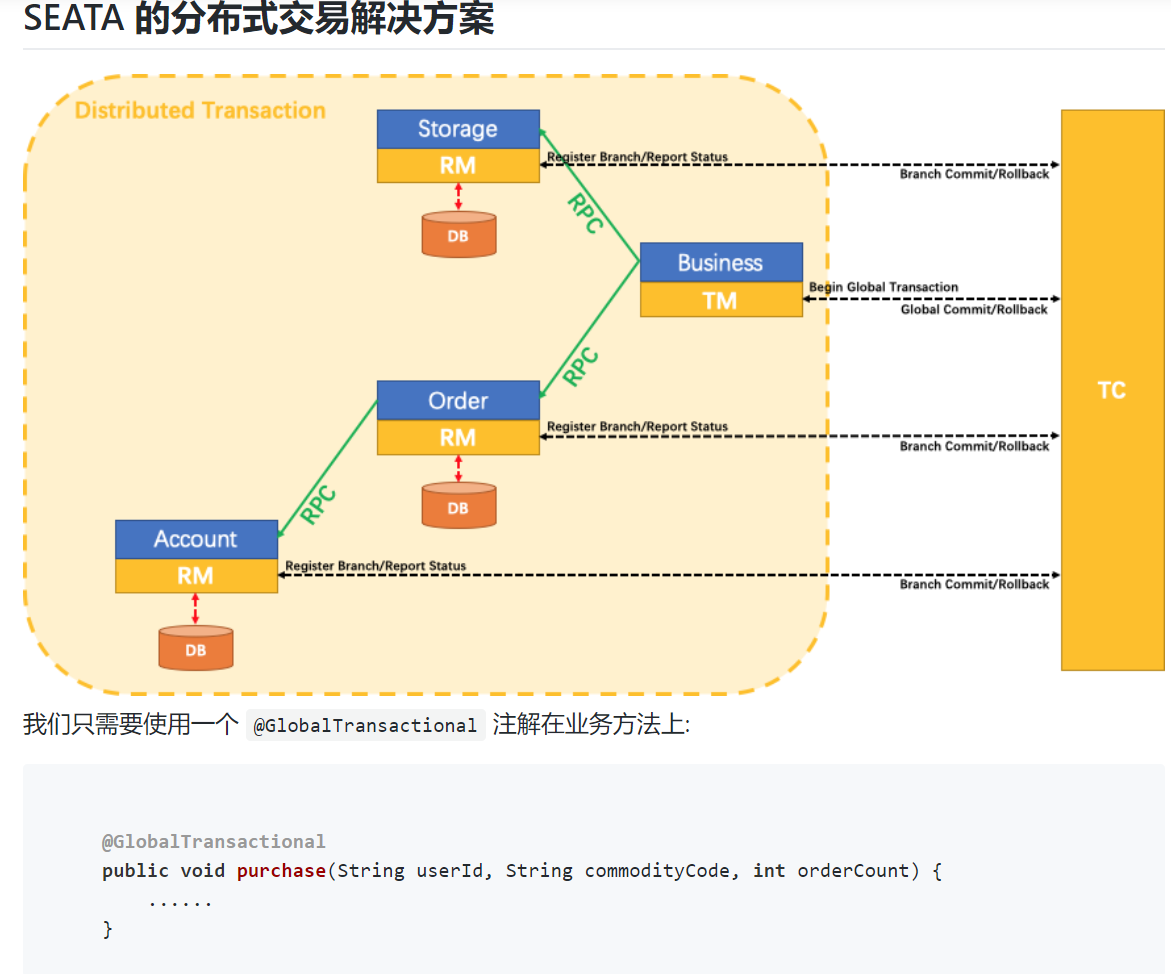 SEATA 的分布式交易解决方案
Distributed Transaction
Storage
RM
DB
Register Branch/Report Status
Branch Commit/Rollback
RPC
Business
TM
Begin Global Transaction
Global Commit/Rollback
TC
RPC
Order
RM
DB
Register Branch/Report Status
Branch Commit/Rollback
RPC
Account
RM
DB
Register Branch/Report Status
Branch Commit/Rollback
我们只需要使用一个 @GlobalTransactional 注解在业务方法上:
@GlobalTransactional
public void purchase(String userId, String commodityCode, int orderCount) {
......
}